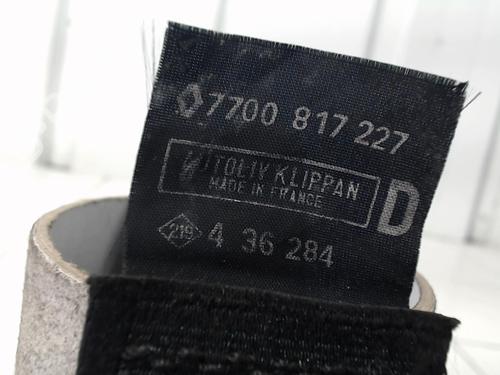 7700 817 227
AUTOLIV KLIPPAN
MADE IN FRANCE
D
219 4 36 284